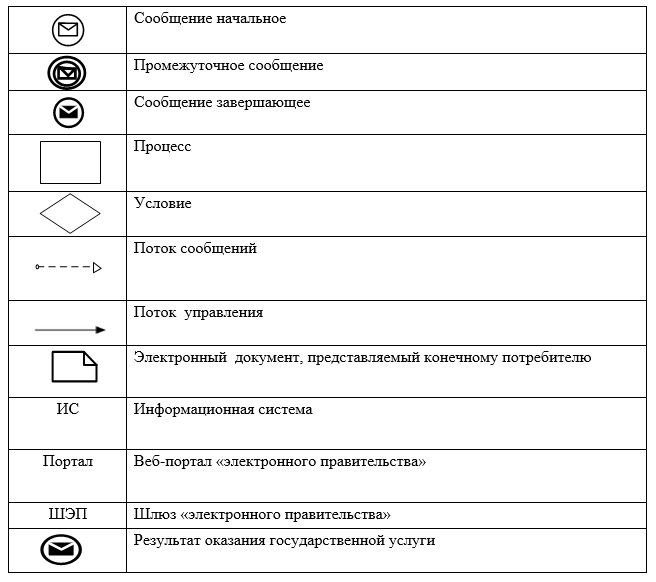 Сообщение начальное
Промежуточное сообщение
Сообщение завершающее
Процесс
Условие
Поток сообщений
Поток управления
Электронный документ, представляемый конечному потребителю
ИС Информационная система
Портал Веб-портал «электронного правительства»
ШЭП Шлюз «электронного правительства»
Результат оказания государственной услуги